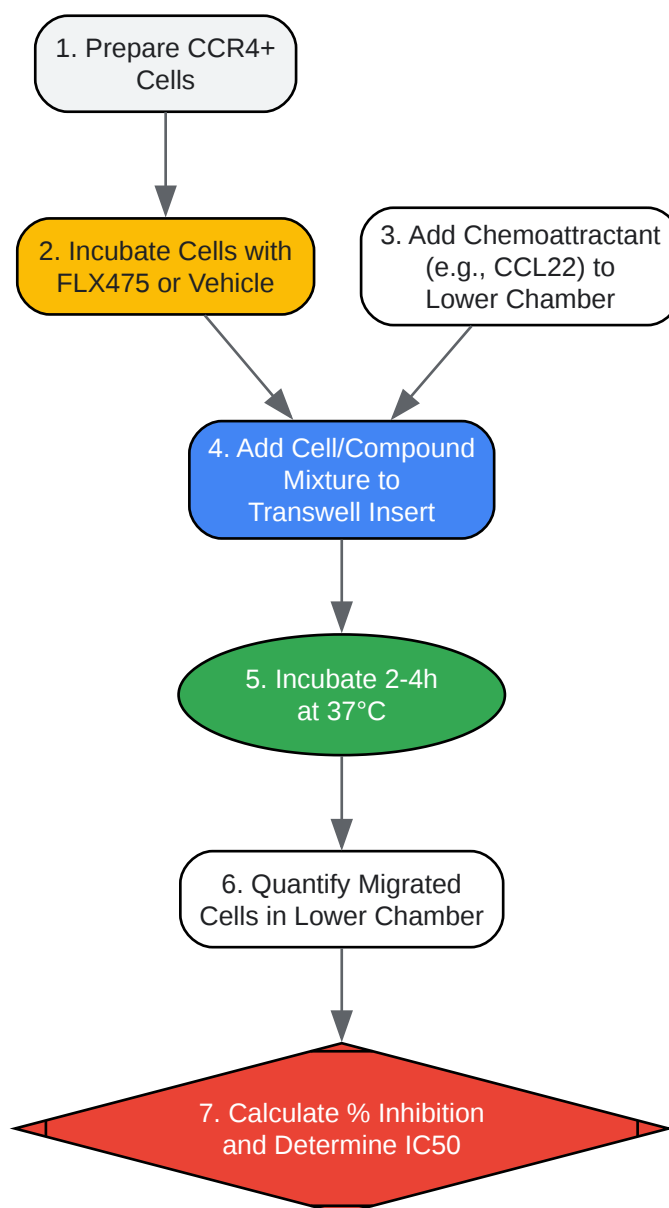 1. Prepare CCR4+
Cells
2. Incubate Cells with
FLX475 or Vehicle
3. Add Chemoattractant
(e.g., CCL22) to
Lower Chamber
4. Add Cell/Compound
Mixture to
Transwell Insert
5. Incubate 2-4h
at 37°C
6. Quantify Migrated
Cells in Lower Chamber
7. Calculate % Inhibition
and Determine IC50